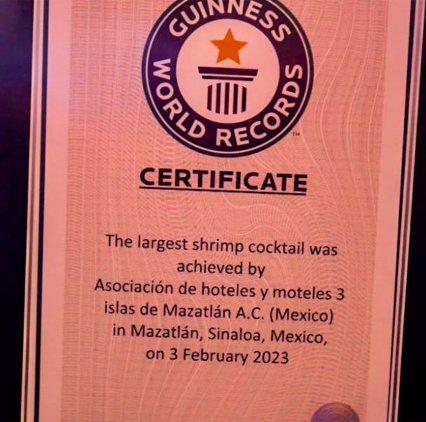 GUINNESS
WORLD RECORDS
™
CERTIFICATE
The largest shrimp cocktail was
achieved by
Asociación de hoteles y moteles 3
islas de Mazatlán A.C. (Mexico)
in Mazatlán, Sinaloa, Mexico,
on 3 February 2023